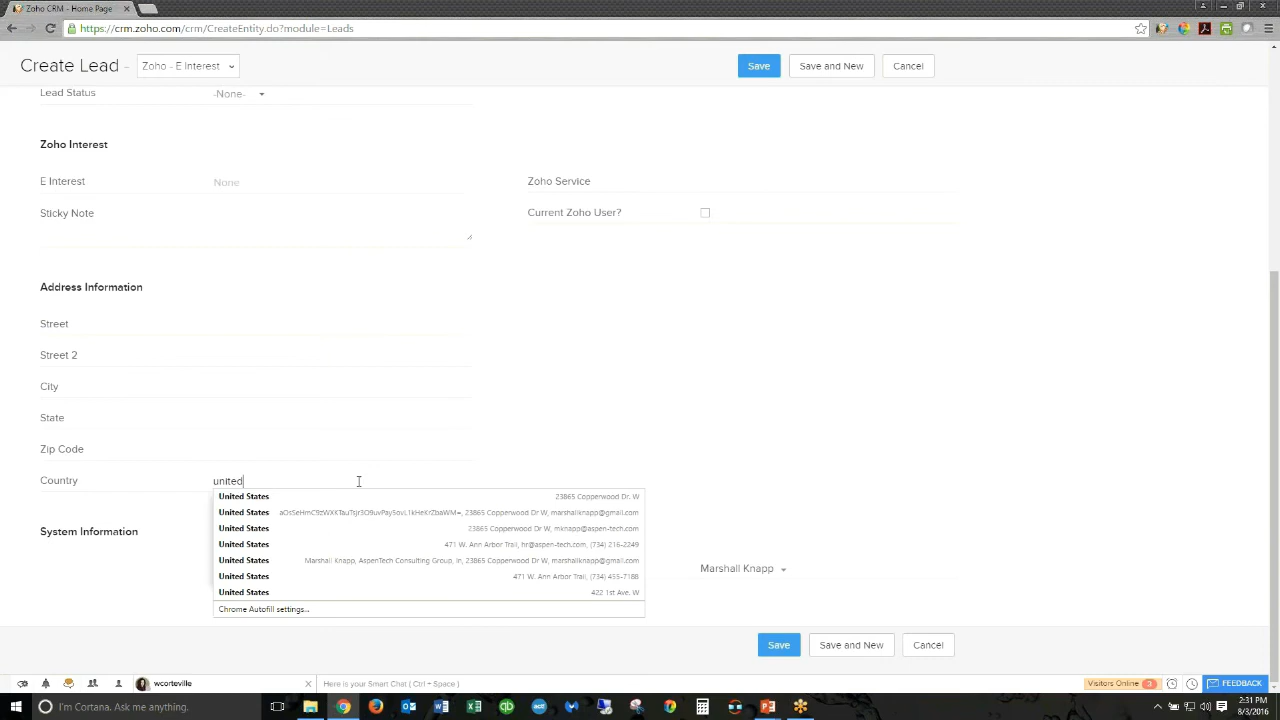 Zoho CRM - Home Page
https://crm.zoho.com/crm/CreateEntity.do?module=Leads
Create Lead - Zoho - E Interest Save Save and New Cancel
Lead Status -None-
Zoho Interest
E Interest None Zoho Service
Sticky Note Current Zoho User?
Address Information
Street
Street 2
City
State
Zip Code
Country united
United States 23865 Copperwood Dr. W
United States 23865 Copperwood Dr W, marshallknapp@gmail.com
United States 23865 Copperwood Dr W, mknapp@aspen-tech.com
United States 471 W. Ann Arbor Trail, hr@aspen-tech.com, (734) 216-2249
United States Marshall Knapp, AspenTech Consulting Group, In, 23865 Copperwood Dr W, marshallknapp@gmail.com
United States 471 W. Ann Arbor Trail, (734) 455-7188
United States 422 1st Ave. W
Chrome Autofill settings...
System Information
Marshall Knapp
Save Save and New Cancel
wcorteville Here is your Smart Chat ( Ctrl + Space ) Visitors Online 3 FEEDBACK
I'm Cortana. Ask me anything. 2:31 PM
8/3/2016